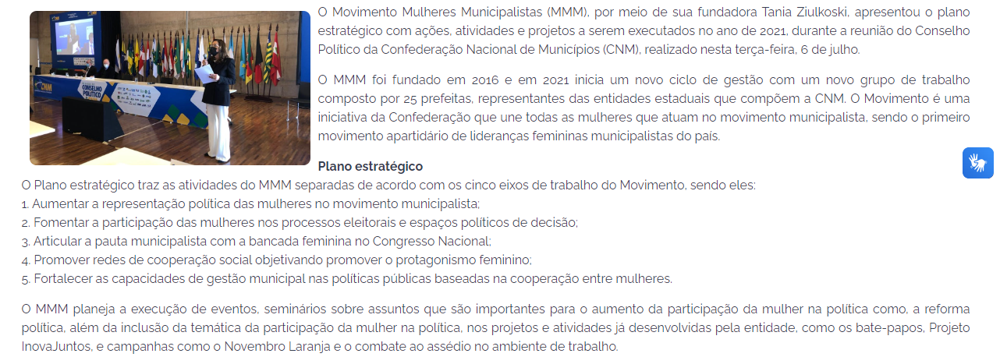 O Movimento Mulheres Municipalistas (MMM), por meio de sua fundadora Tania Ziulkoski, apresentou o plano
estratégico com ações, atividades e projetos a serem executados no ano de 2021, durante a reunião do Conselho
Político da Confederação Nacional de Municípios (CNM), realizado nesta terça-feira, 6 de julho.
CNM
CONSELHO
POLÍTICO
O MMM foi fundado em 2016 e em 2021 inicia um novo ciclo de gestão com um novo grupo de trabalho
composto por 25 prefeitas, representantes das entidades estaduais que compõem a CNM. O Movimento é uma
iniciativa da Confederação que une todas as mulheres que atuam no movimento municipalista, sendo o primeiro
movimento apartidário de lideranças femininas municipalistas do país.
Plano estratégico
O Plano estratégico traz as atividades do MMM separadas de acordo com os cinco eixos de trabalho do Movimento, sendo eles:
1. Aumentar a representação política das mulheres no movimento municipalista;
2. Fomentar a participação das mulheres nos processos eleitorais e espaços políticos de decisão;
3. Articular a pauta municipalista com a bancada feminina no Congresso Nacional;
4. Promover redes de cooperação social objetivando promover o protagonismo feminino;
5. Fortalecer as capacidades de gestão municipal nas políticas públicas baseadas na cooperação entre mulheres.
O MMM planeja a execução de eventos, seminários sobre assuntos que são importantes para o aumento da participação da mulher na política como, a reforma
política, além da inclusão da temática da participação da mulher na política, nos projetos e atividades já desenvolvidas pela entidade, como os bate-papos, Projeto
InovaJuntos, e campanhas como o Novembro Laranja e o combate ao assédio no ambiente de trabalho.